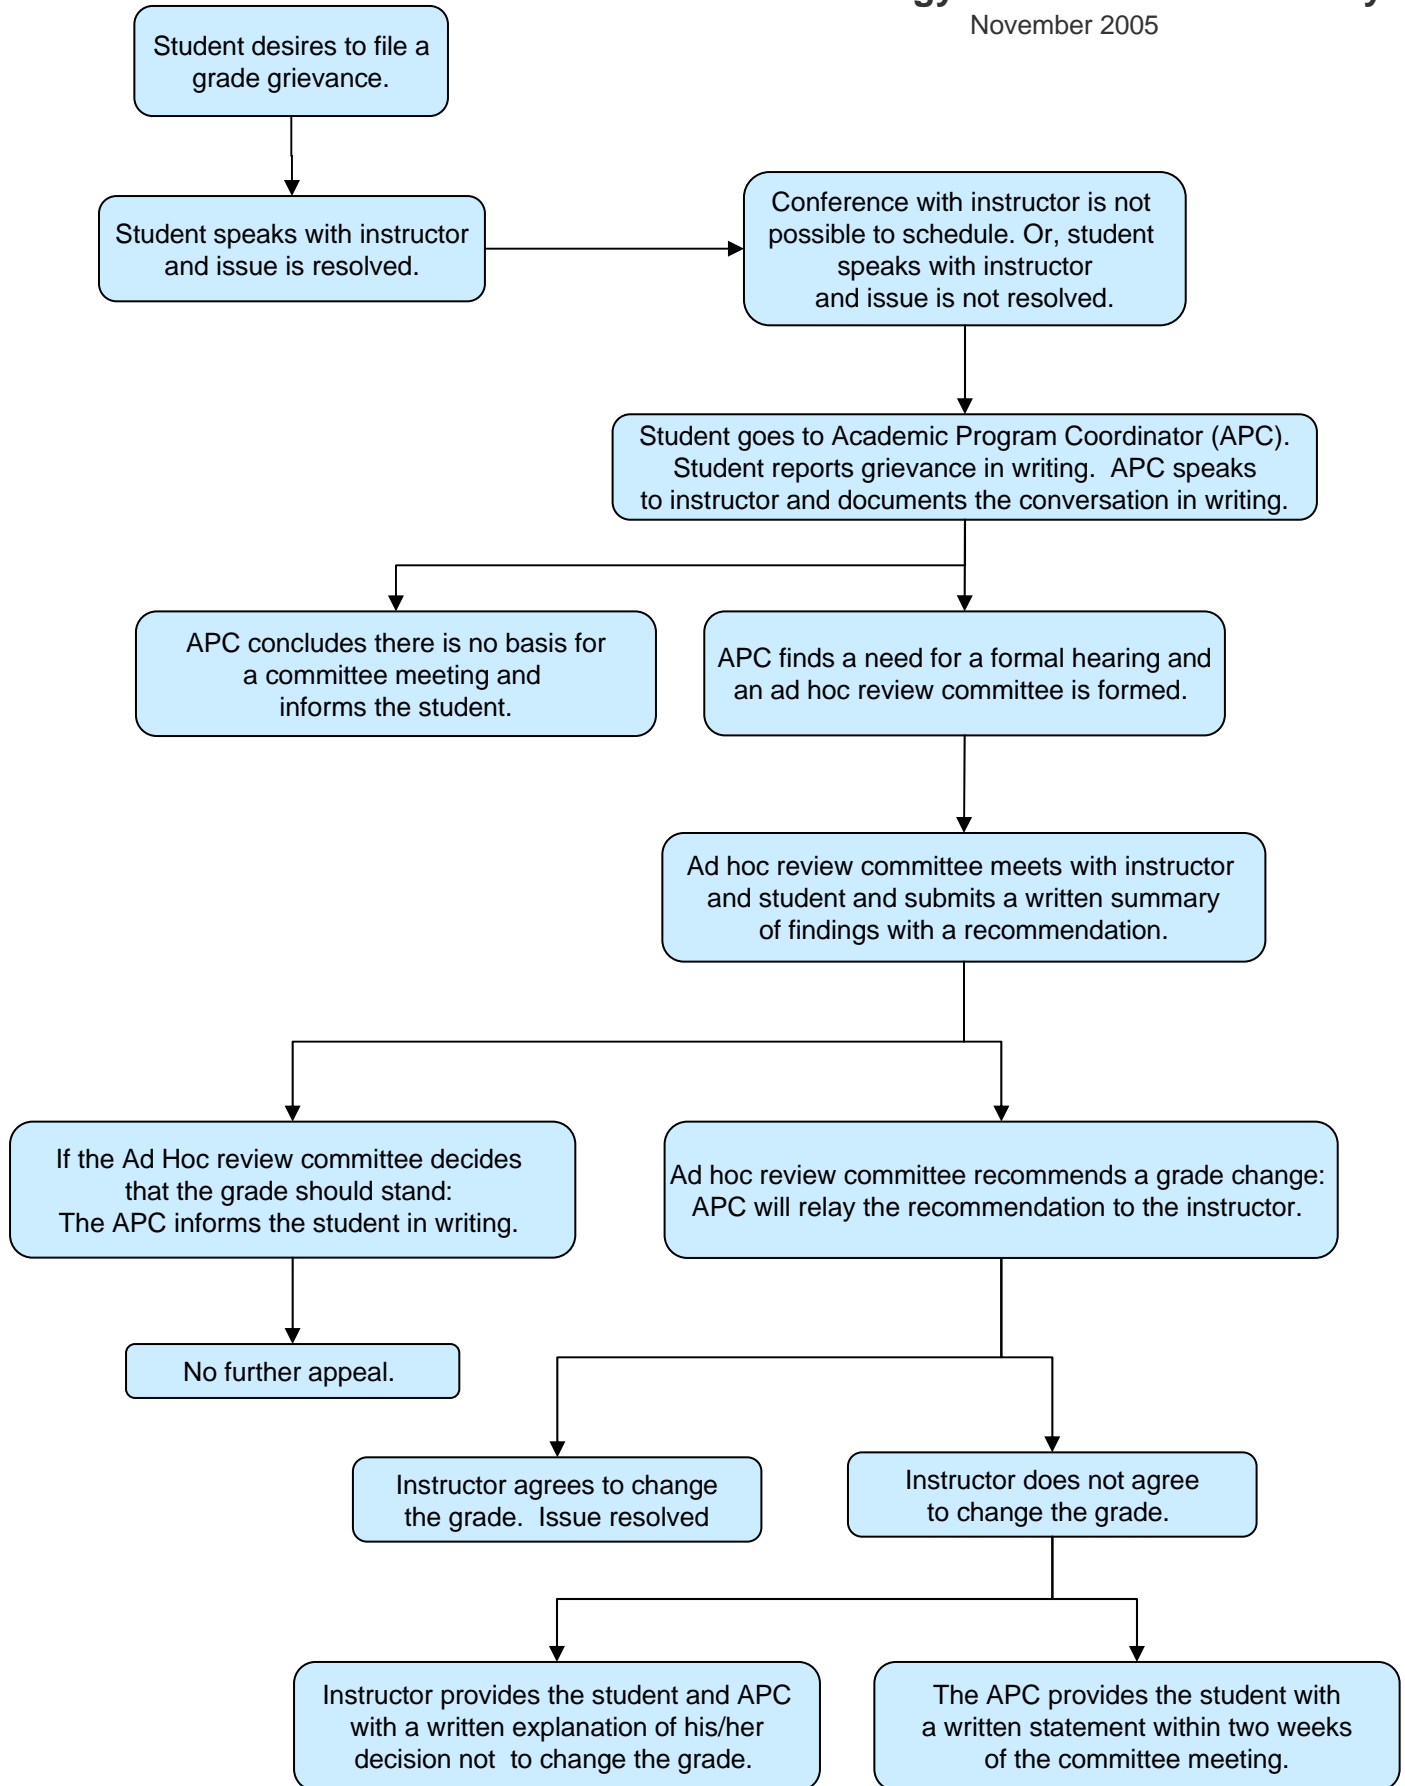 November 2005
Student desires to file a
grade grievance.
Student speaks with instructor
and issue is resolved.
Conference with instructor is not
possible to schedule. Or, student
speaks with instructor
and issue is not resolved.
Student goes to Academic Program Coordinator (APC).
Student reports grievance in writing.  APC speaks
to instructor and documents the conversation in writing.
APC concludes there is no basis for
a committee meeting and
informs the student.
APC finds a need for a formal hearing and
an ad hoc review committee is formed.
Ad hoc review committee meets with instructor
and student and submits a written summary
of findings with a recommendation.
If the Ad Hoc review committee decides
that the grade should stand:
The APC informs the student in writing.
Ad hoc review committee recommends a grade change:
APC will relay the recommendation to the instructor.
No further appeal.
Instructor agrees to change
the grade.  Issue resolved
Instructor does not agree
to change the grade.
Instructor provides the student and APC
with a written explanation of his/her
decision not  to change the grade.
The APC provides the student with
a written statement within two weeks
of the committee meeting.